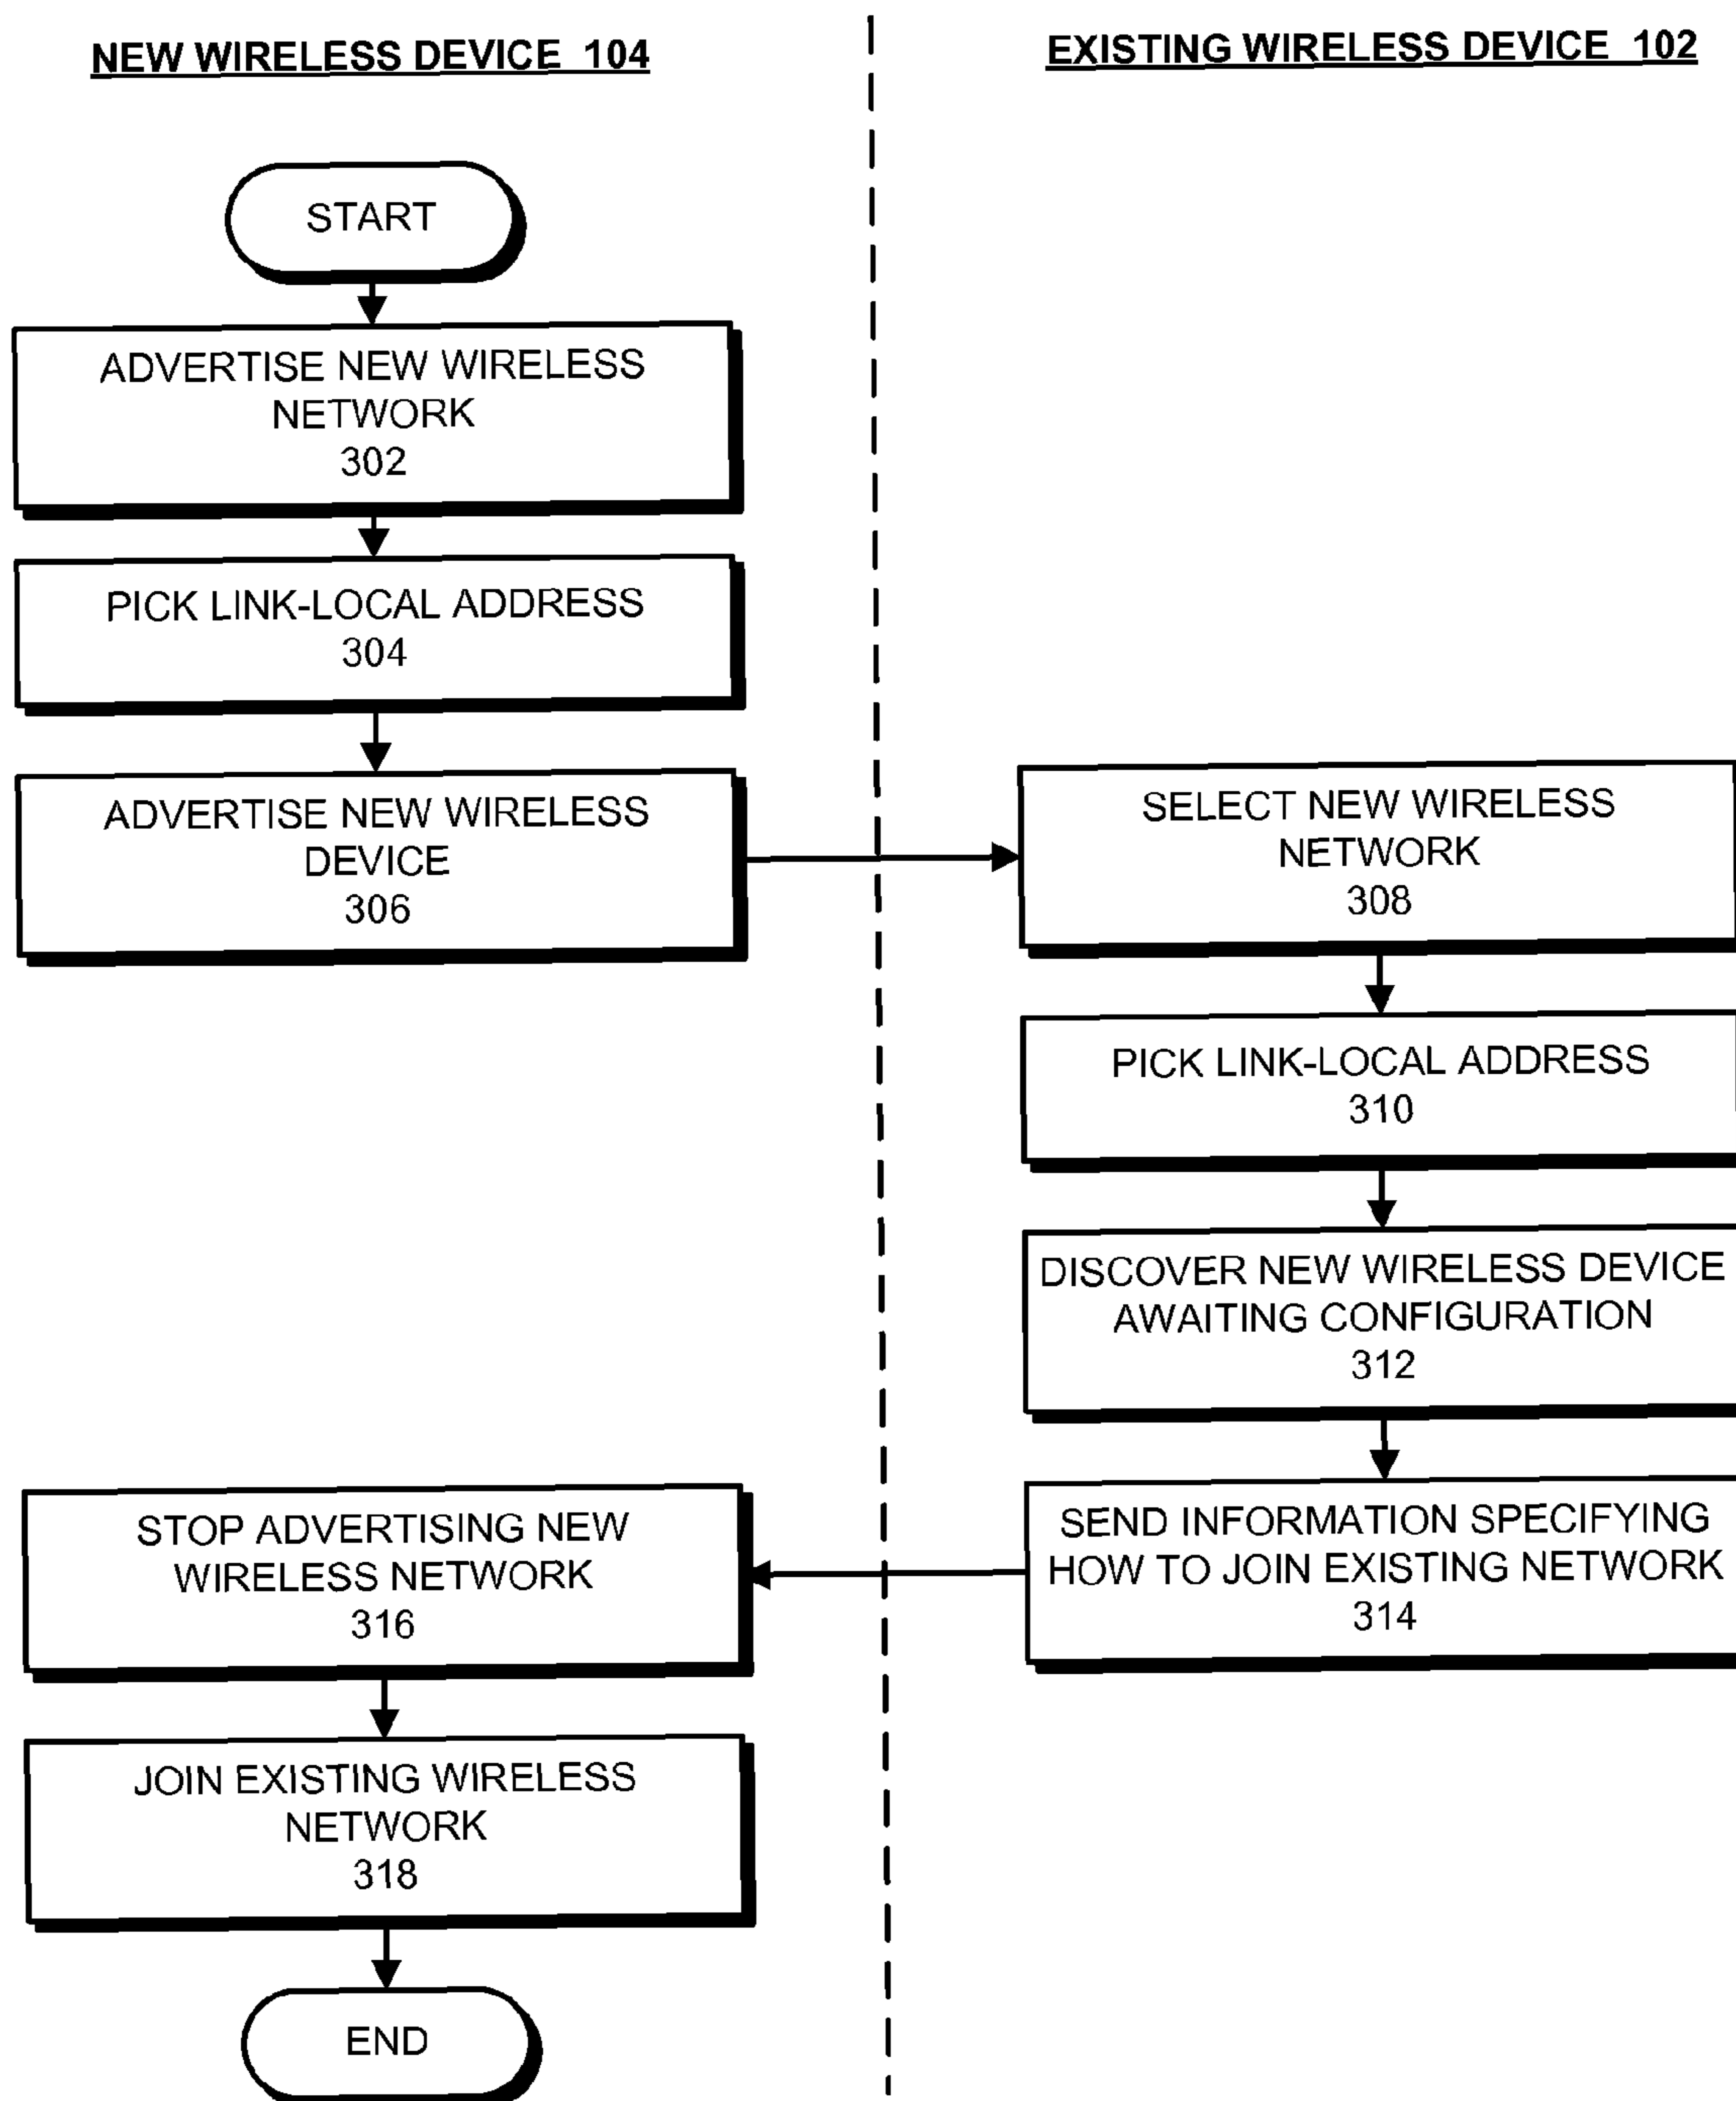 NEW WIRELESS DEVICE 104
EXISTING WIRELESS DEVICE 102
START
ADVERTISE NEW WIRELESS
NETWORK
302
PICK LINK-LOCAL ADDRESS
304
ADVERTISE NEW WIRELESS
DEVICE
306
SELECT NEW WIRELESS
NETWORK
308
PICK LINK-LOCAL ADDRESS
310
DISCOVER NEW WIRELESS DEVICE
AWAITING CONFIGURATION
312
SEND INFORMATION SPECIFYING
HOW TO JOIN EXISTING NETWORK
314
STOP ADVERTISING NEW
WIRELESS NETWORK
316
JOIN EXISTING WIRELESS
NETWORK
318
END